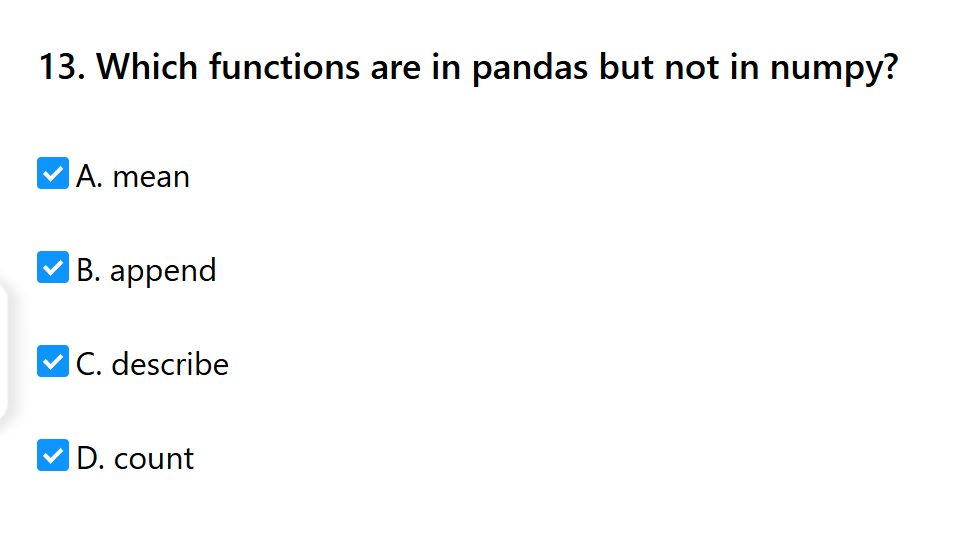 13. Which functions are in pandas but not in numpy?
A. mean
B. append
C. describe
D. count